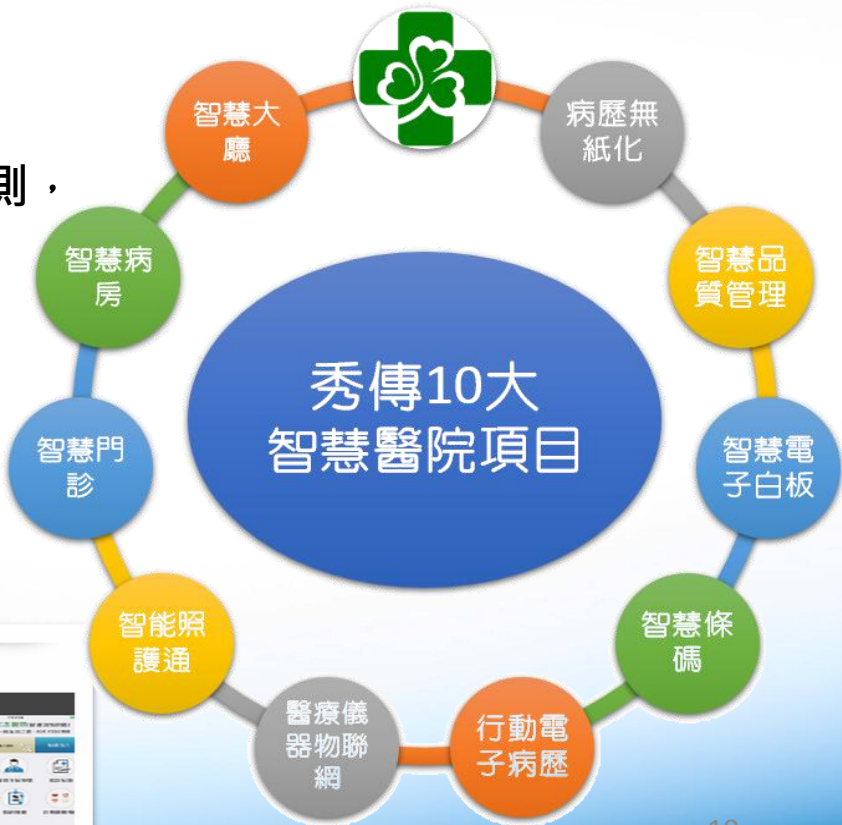 則，
秀傳10大
智慧醫院項目
病歷無
紙化
智慧品
質管理
智慧電
子白板
智慧條
碼
行動電
子病歷
醫療儀
器物聯
網
智能照
護通
智慧門
診
智慧病
房
智慧大
廳